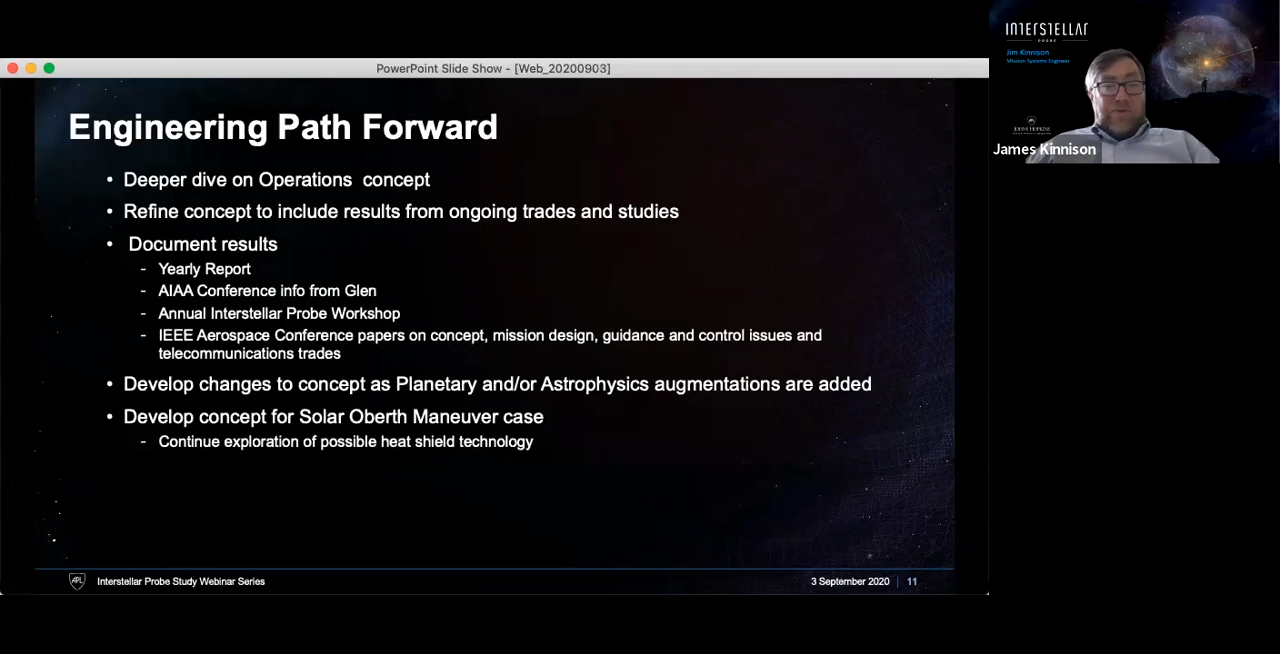 PowerPoint Slide Show - [Web_20200903]
Engineering Path Forward
• Deeper dive on Operations concept
• Refine concept to include results from ongoing trades and studies
• Document results
- Yearly Report
- AIAA Conference info from Glen
- Annual Interstellar Probe Workshop
- IEEE Aerospace Conference papers on concept, mission design, guidance and control issues and
telecommunications trades
• Develop changes to concept as Planetary and/or Astrophysics augmentations are added
• Develop concept for Solar Oberth Maneuver case
- Continue exploration of possible heat shield technology
APL
Interstellar Probe Study Webinar Series
3 September 2020 | 11
INTERSTELLAR
PROBE
Jim Kinnison
Mission Systems Engineer
JOHNS HOPKINS
James Kinnison